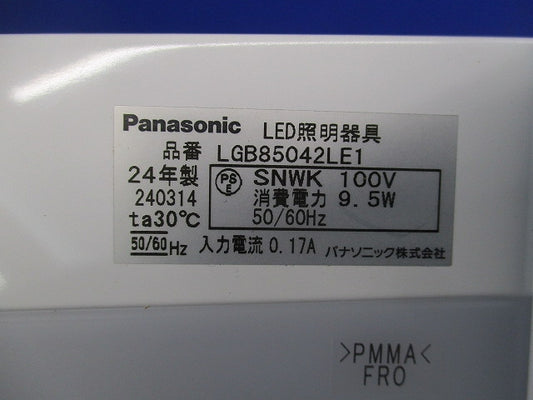 Panasonic LED照明器具
品番 LGB85042LE1
24年製 PSE SNWK 100V
240314 消費電力 9.5W
ta30℃ 50/60Hz
50/60Hz 入力電流 0.17A パナソニック株式会社
>PMMA<
FRO